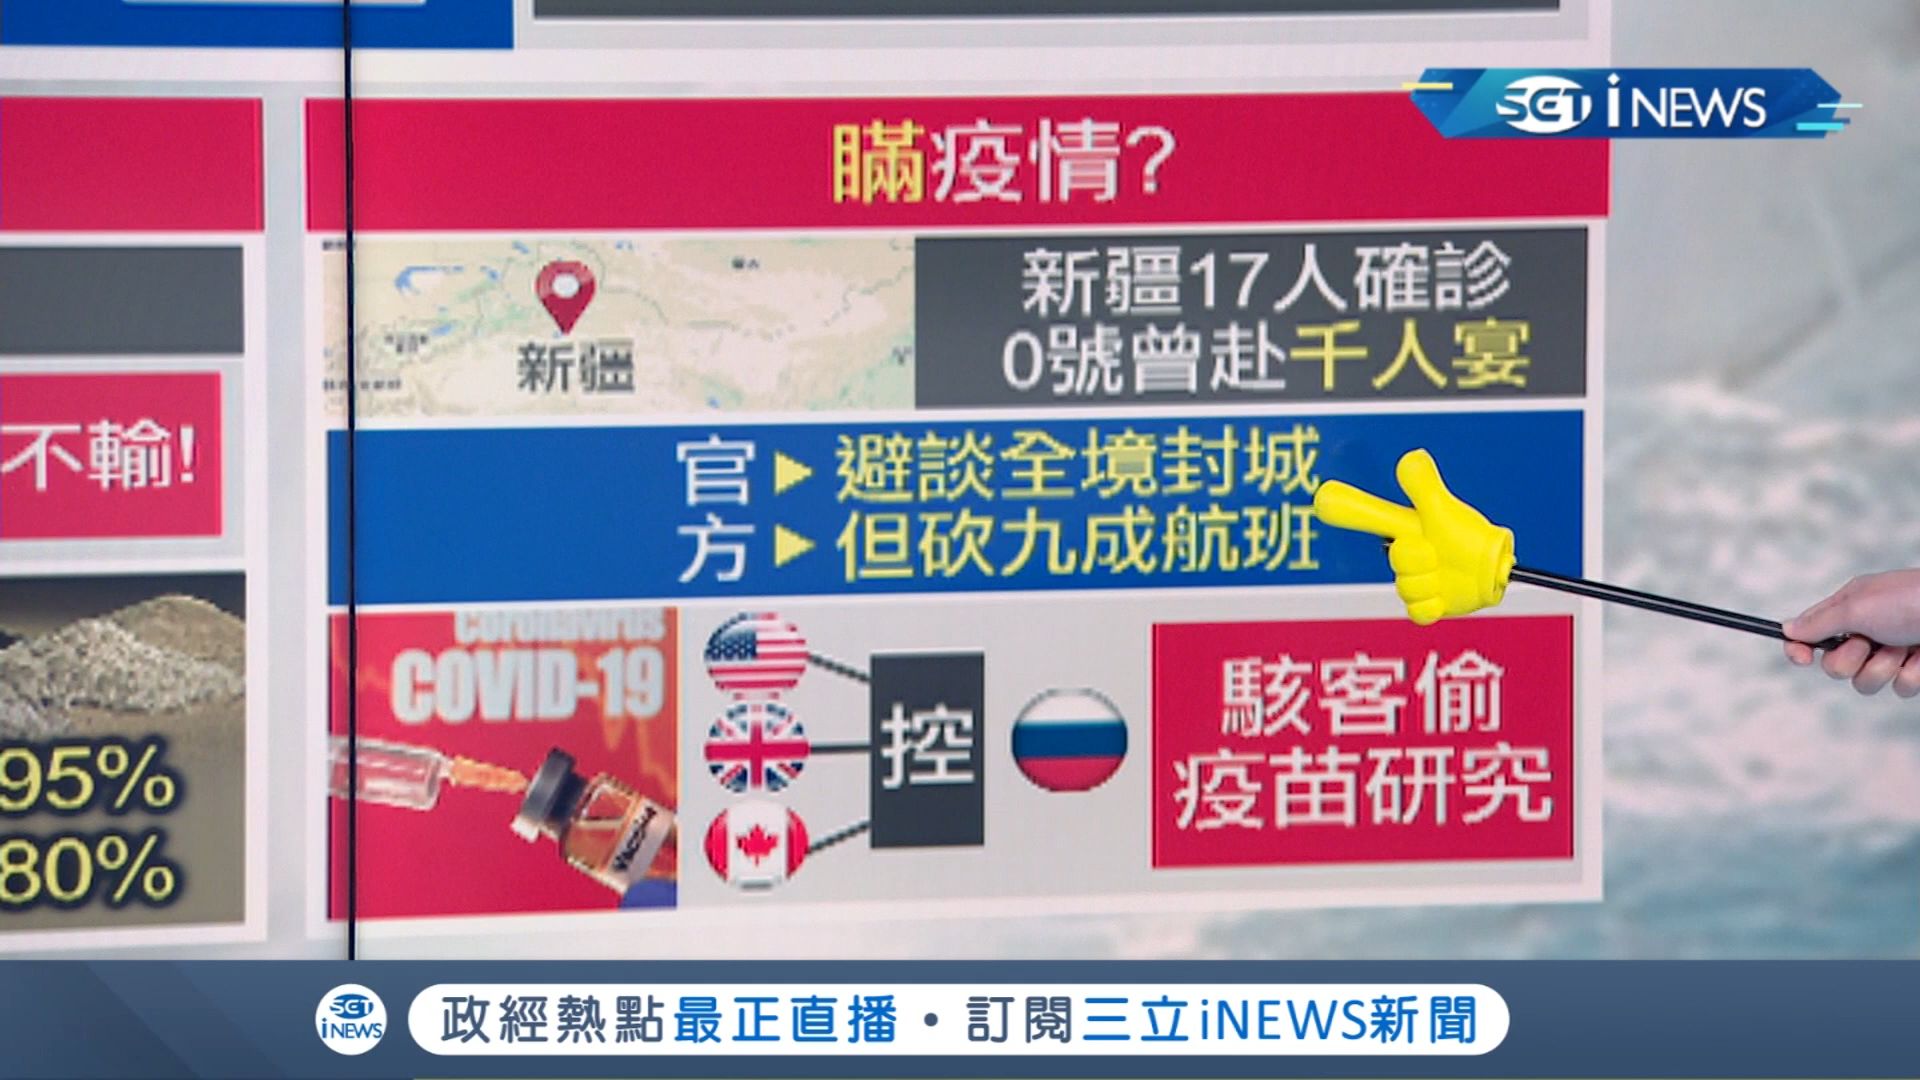 SET iNEWS
瞞疫情?
新疆17人確診
0號曾赴千人宴
新疆
不輸!
官方
▶避談全境封城
▶但砍九成航班
Coronavirus
COVID-19
Vaccine
控
駭客偷
疫苗研究
95%
80%
SET iNEWS
政經熱點最正直播・訂閱三立iNEWS新聞